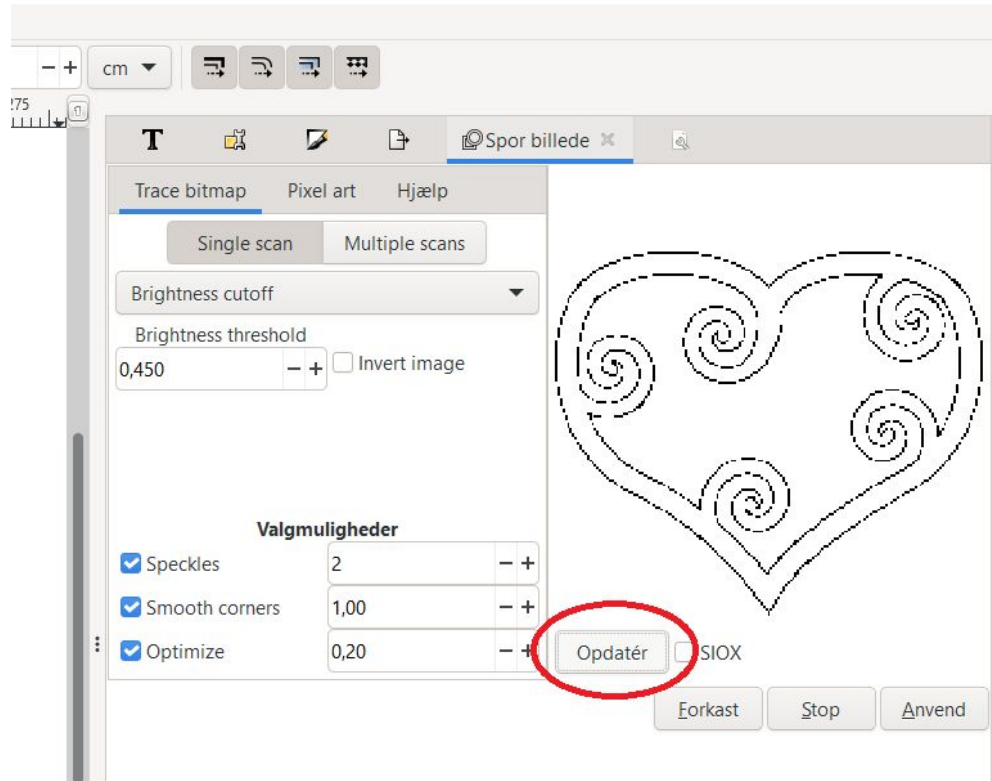 cm
275
T
Spor billede
Trace bitmap Pixel art Hjælp
Single scan Multiple scans
Brightness cutoff
Brightness threshold
0,450 Invert image
Valgmuligheder
Speckles 2
Smooth corners 1,00
Optimize 0,20
Opdatér SIOX
Forkast Stop Anvend